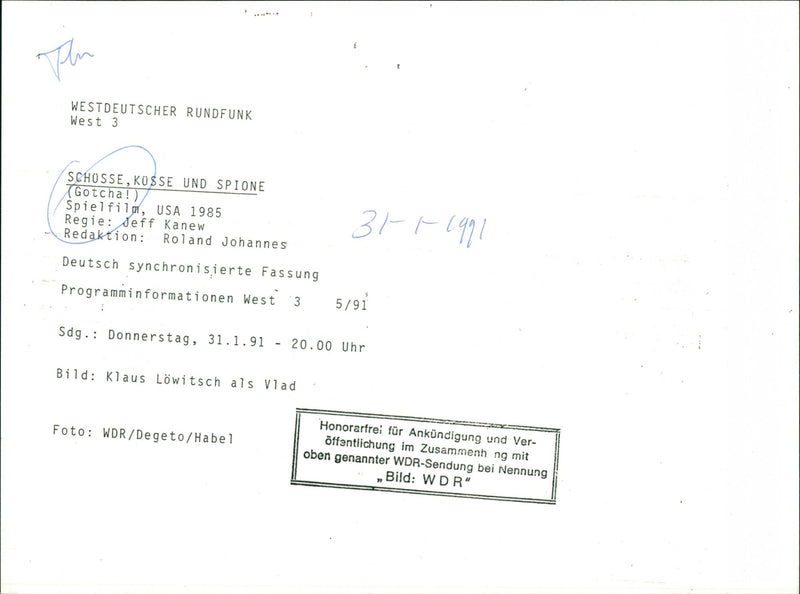 WESTDEUTSCHER RUNDFUNK
West 3
SCHÜSSE,KÜSSE UND SPIONE
(Gotcha!)
Spielfilm, USA 1985
Regie: Jeff Kanew
Redaktion: Roland Johannes
31-1-1991
Deutsch synchronisierte Fassung
Programminformationen West 3 5/91
Sdg.: Donnerstag, 31.1.91 - 20.00 Uhr
Bild: Klaus Löwitsch als Vlad
Foto: WDR/Degeto/Habel
Honorarfrei für Ankündigung und Ver-
öffentlichung im Zusammenh ng mit
oben genannter WDR-Sendung bei Nennung
„Bild: W D R"